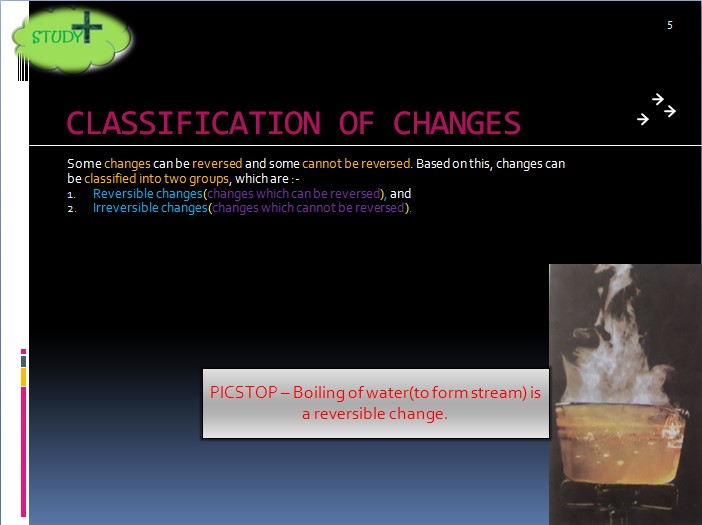 STUDY+
5
CLASSIFICATION OF CHANGES
Some changes can be reversed and some cannot be reversed. Based on this, changes can
be classified into two groups, which are :-
1. Reversible changes(changes which can be reversed), and
2. Irreversible changes(changes which cannot be reversed).
PICSTOP – Boiling of water(to form stream) is
a reversible change.